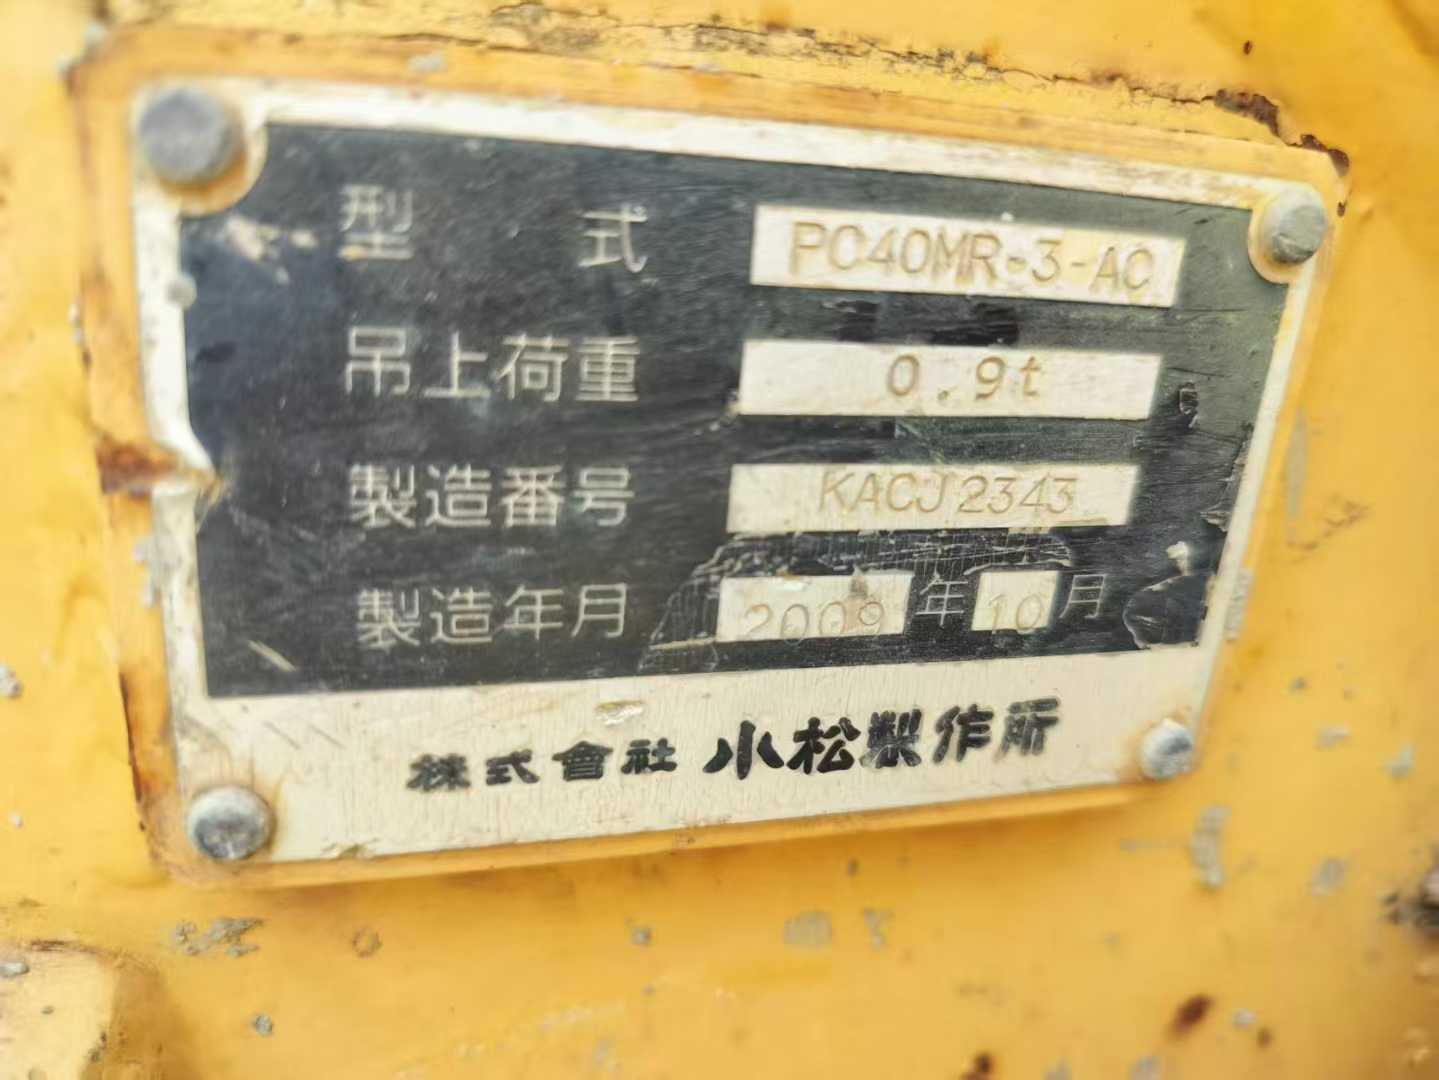 型式 PC40MR-3-AC
吊上荷重 0.9t
製造番号 KACJ2343
製造年月 2009年10月
株式會社 小松製作所